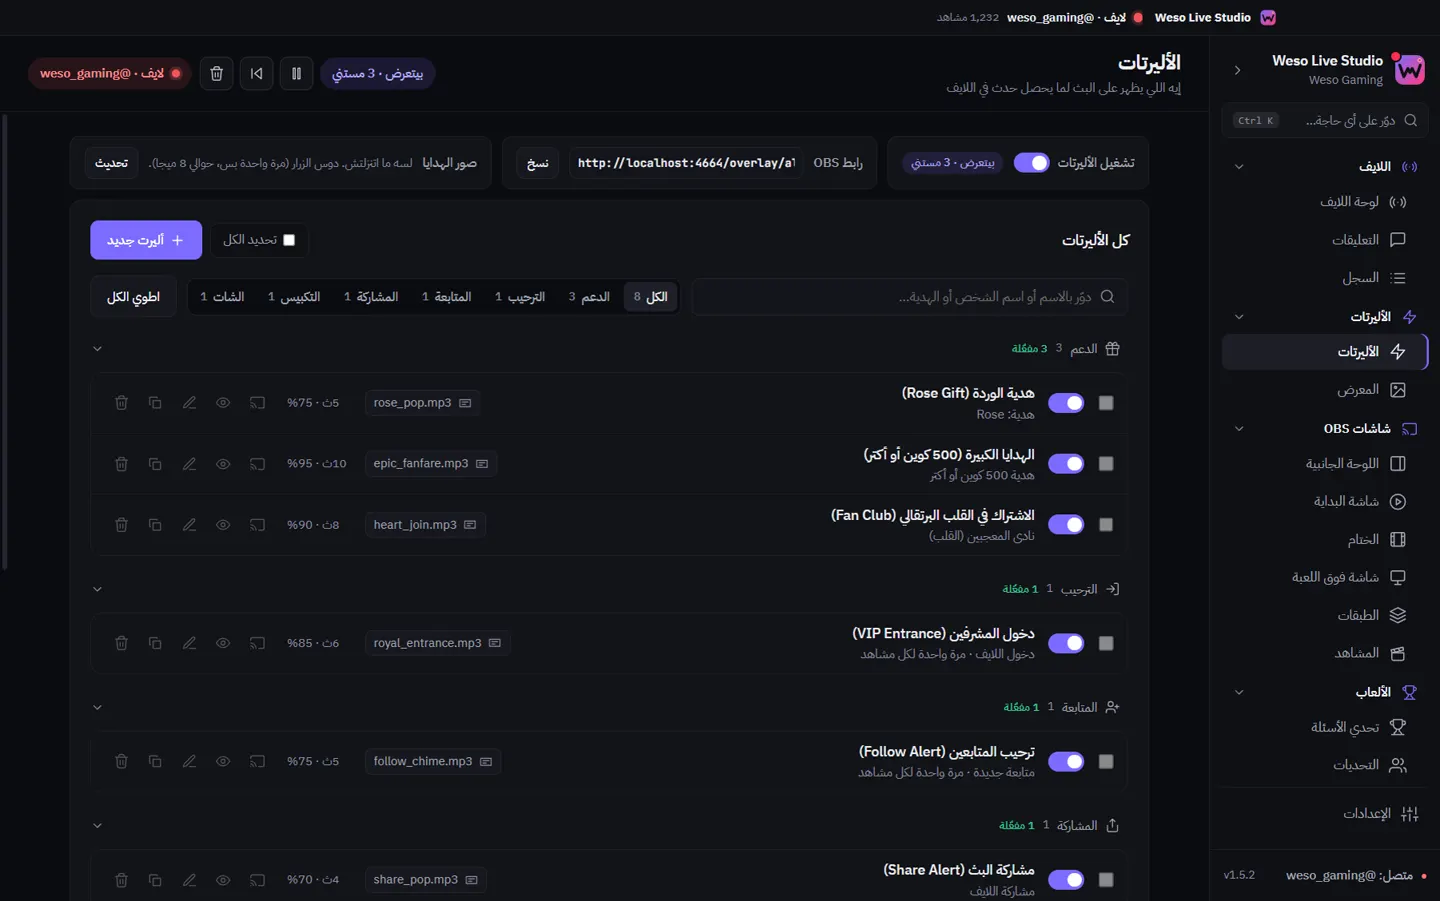 Weso Live Studio لايف · @weso_gaming 1,232 مشاهد
Weso Live Studio
Weso Gaming
دوّر على أي حاجة... Ctrl K
اللايف
لوحة اللايف
التعليقات
السجل
الأليرتات
الأليرتات
المعرض
شاشات OBS
اللوحة الجانبية
شاشة البداية
الختام
شاشة فوق اللعبة
الطبقات
المشاهد
الألعاب
تحدي الأسئلة
التحديات
الإعدادات
متصل: @weso_gaming v1.5.2
الأليرتات
إيه اللي يظهر على البث لما يحصل حدث في اللايف
بيتعرض · 3 مستني
لايف · @weso_gaming
تشغيل الأليرتات بيتعرض · 3 مستني
رابط OBS http://localhost:4664/overlay/al نسخ
صور الهدايا لسه ما اتنزلتش. دوس الزرار (مرة واحدة بس، حوالي 8 ميجا). تحديث
كل الأليرتات تحديد الكل + أليرت جديد
دوّر بالاسم أو اسم الشخص أو الهدية...
الكل 8 الدعم 3 الترحيب 1 المتابعة 1 المشاركة 1 التكبيس 1 الشات 1 اطوي الكل
الدعم 3 3 مفعّلة
هدية الوردة (Rose Gift) rose_pop.mp3 5ث · 75%
هدية: Rose
الهدايا الكبيرة (500 كوين أو أكتر) epic_fanfare.mp3 10ث · 95%
هدية 500 كوين أو أكتر
الاشتراك في القلب البرتقالي (Fan Club) heart_join.mp3 8ث · 90%
نادي المعجبين (القلب)
الترحيب 1 1 مفعّلة
دخول المشرفين (VIP Entrance) royal_entrance.mp3 6ث · 85%
دخول اللايف · مرة واحدة لكل مشاهد
المتابعة 1 1 مفعّلة
ترحيب المتابعين (Follow Alert) follow_chime.mp3 5ث · 75%
متابعة جديدة · مرة واحدة لكل مشاهد
المشاركة 1 1 مفعّلة
مشاركة البث (Share Alert) share_pop.mp3 4ث · 70%
مشاركة اللايف